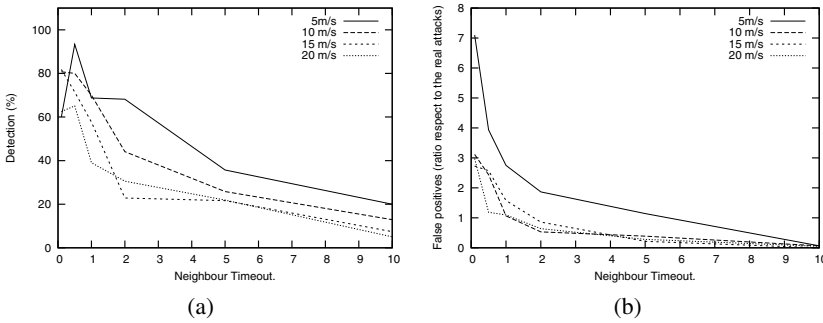 110
100
80
60
40
20
0
Detection (%)
0 1 2 3 4 5 6 7 8 9 10
Neighbour Timeout.
5m/s
10 m/s
15 m/s
20 m/s
(a)
8
7
6
5
4
3
2
1
0
False positives (ratio respect to the real attacks)
0 1 2 3 4 5 6 7 8 9 10
Neighbour Timeout.
5m/s
10 m/s
15 m/s
20 m/s
(b)